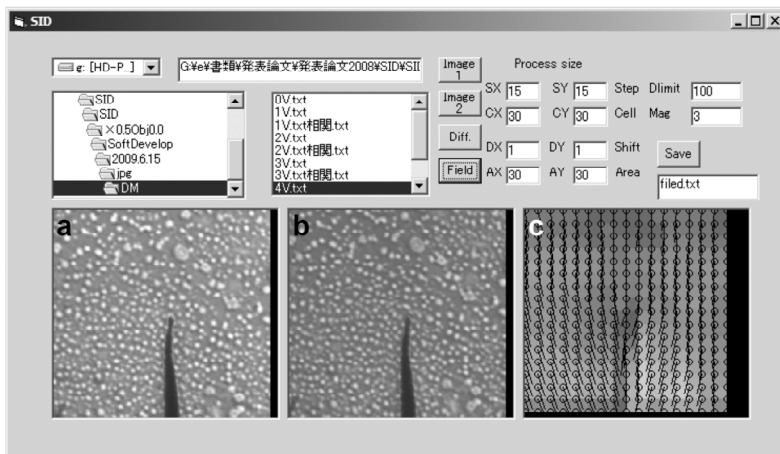 SID
g: [HD-P_]
G:¥e¥書類¥発表論文¥発表論文2008¥SID¥SI
Image 1
Process size
SX 15 SY 15 Step Dlimit 100
Image 2
CX 30 CY 30 Cell Mag 3
Diff.
DX 1 DY 1 Shift
Save
Field
AX 30 AY 30 Area
filed.txt
SID
SID
×0.5Obj0.0
SoftDevelop
2009.6.15
jpg
DM
0V.txt
1V.txt
1V.txt相関.txt
2V.txt
2V.txt相関.txt
3V.txt
3V.txt相関.txt
4V.txt
a
b
c